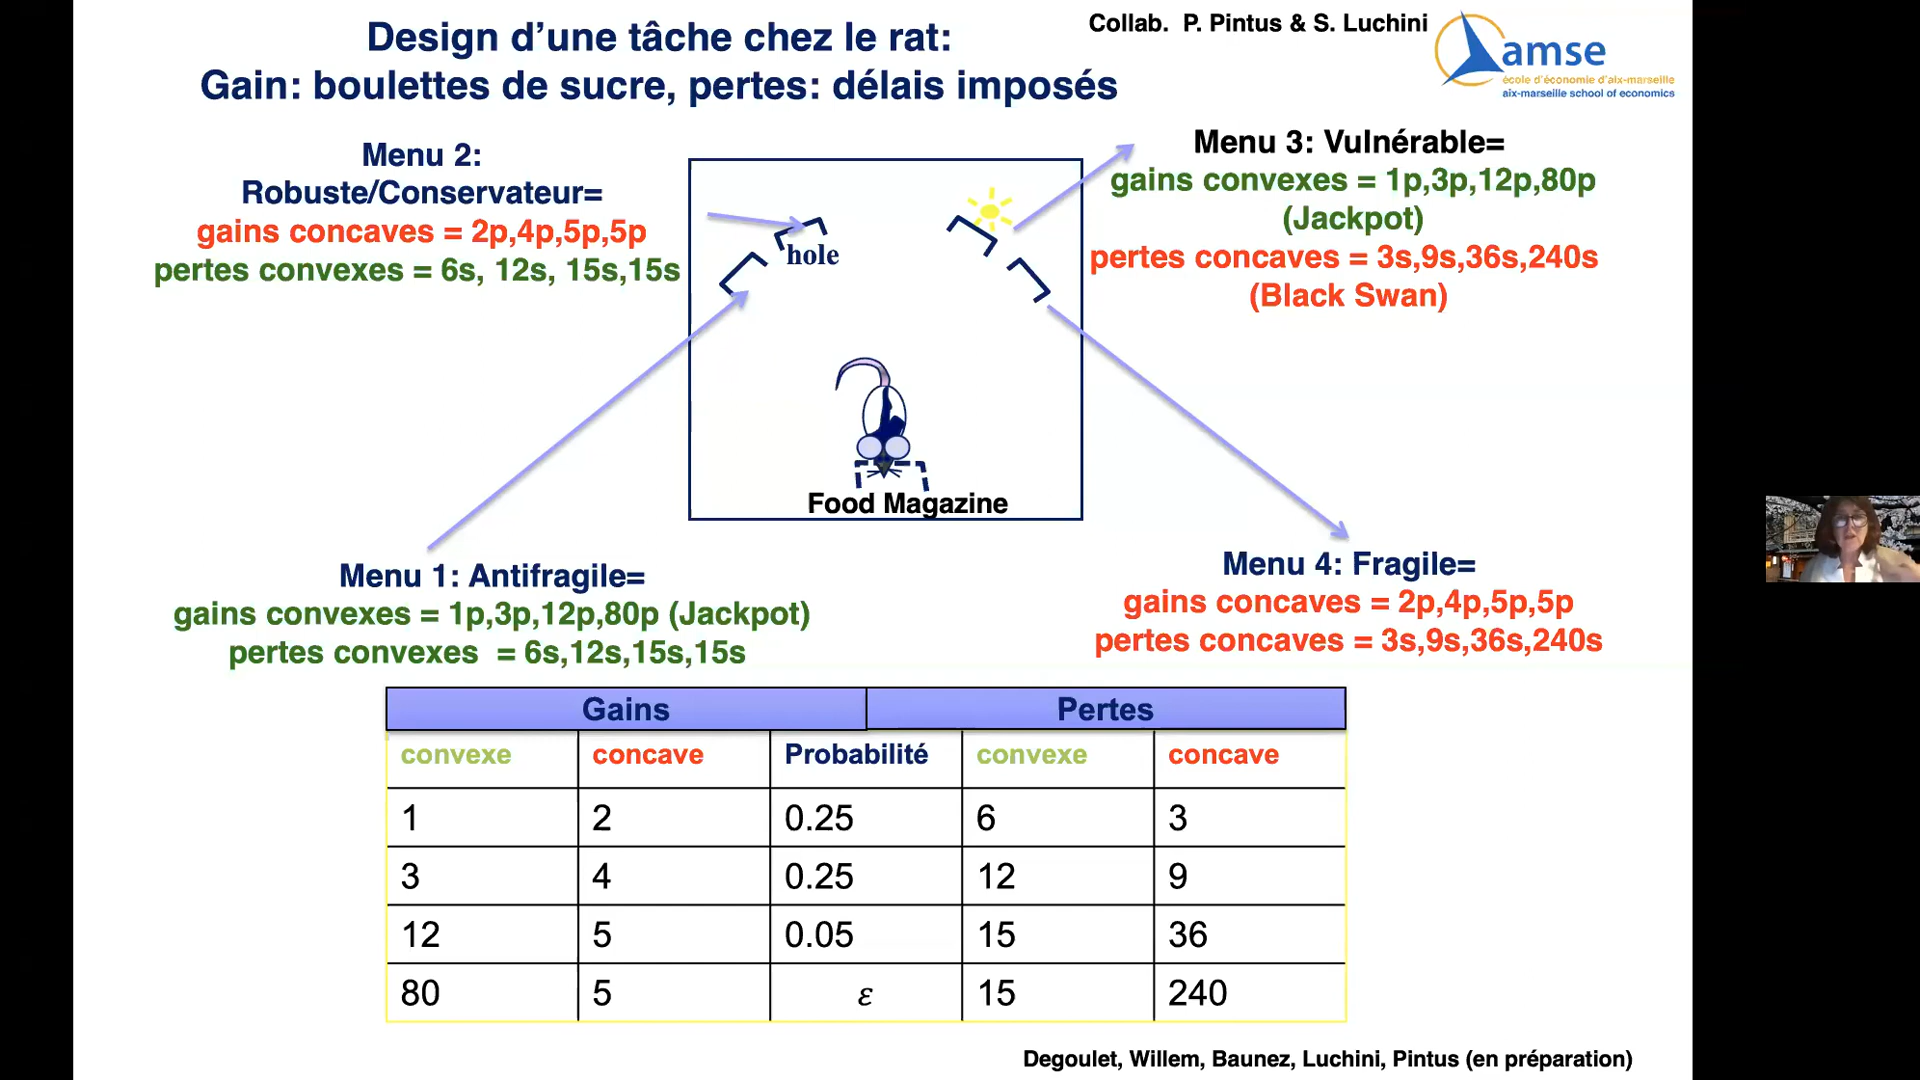 Design d’une tâche chez le rat:
Gain: boulettes de sucre, pertes: délais imposés
Collab. P. Pintus & S. Luchini
amse
école d'économie d'aix-marseille
aix-marseille school of economics
Menu 2:
Robuste/Conservateur=
gains concaves = 2p,4p,5p,5p
pertes convexes = 6s, 12s, 15s,15s
hole
Food Magazine
Menu 3: Vulnérable=
gains convexes = 1p,3p,12p,80p
(Jackpot)
pertes concaves = 3s,9s,36s,240s
(Black Swan)
Menu 1: Antifragile=
gains convexes = 1p,3p,12p,80p (Jackpot)
pertes convexes = 6s,12s,15s,15s
Menu 4: Fragile=
gains concaves = 2p,4p,5p,5p
pertes concaves = 3s,9s,36s,240s
Gains Pertes
convexe concave Probabilité convexe concave
1 2 0.25 6 3
3 4 0.25 12 9
12 5 0.05 15 36
80 5 ε 15 240
Degoulet, Willem, Baunez, Luchini, Pintus (en préparation)